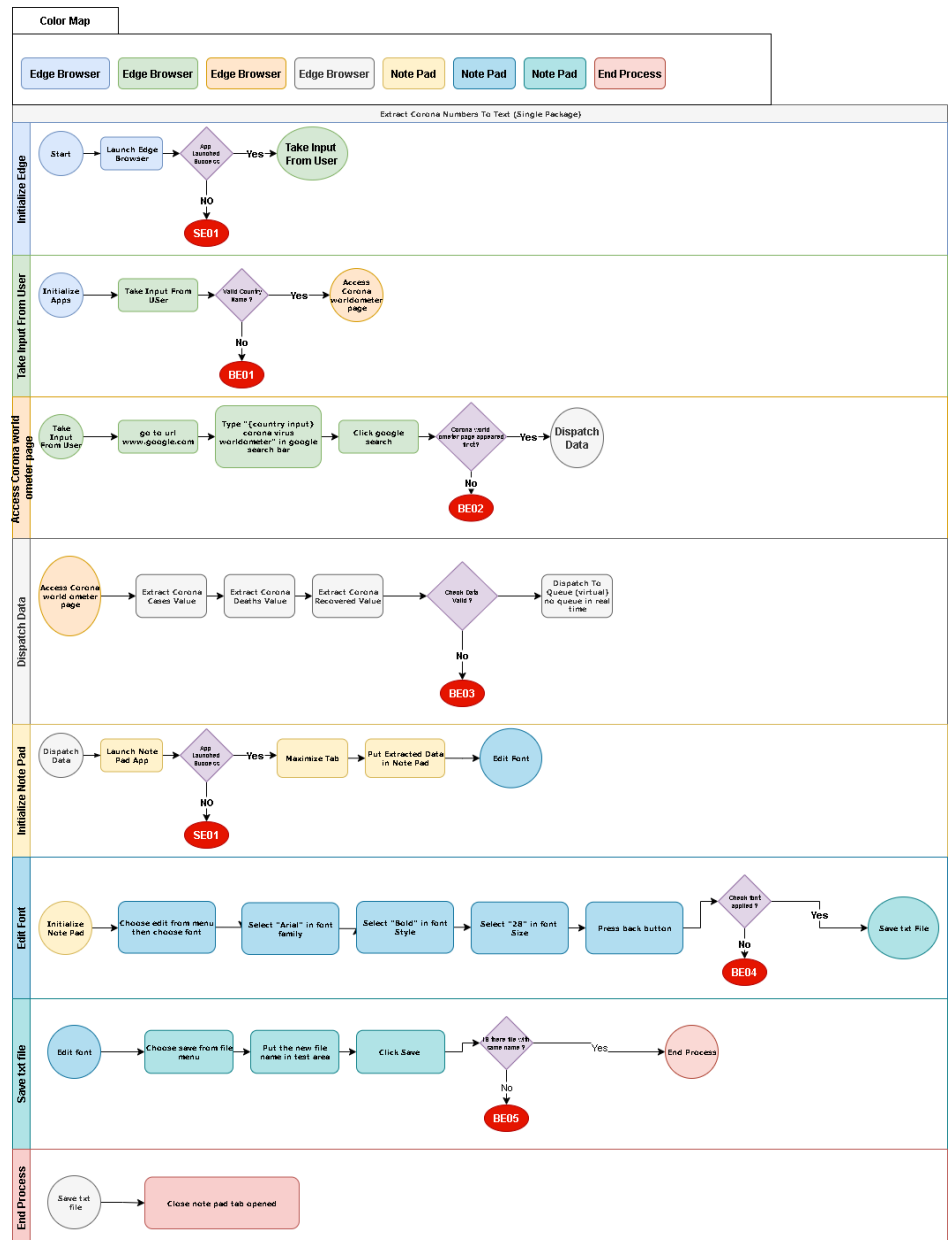 Color Map
Edge Browser
Edge Browser
Edge Browser
Edge Browser
Note Pad
Note Pad
Note Pad
End Process
Extract Corona Numbers To Text (Single Package)
Initialize Edge
Start
Launch Edge
Browser
App
Launched
Yes
Take Input
From User
NO
SE01
Take Input From User
Initialize
Apps
Take Input From
USer
Valid Country
Name ?
Yes
Access
Corona
worldometer
page
No
BE01
Access Corona world
ometer page
Take
Input
From User
go to url
www.google.com
Type "{country input}
corona virus
worldometer" in google
search bar
Click google
search
Corona world
ometer page appeared
first?
Yes
Dispatch
Data
No
BE02
Dispatch Data
Access Corona
world ometer
page
Extract Corona
Cases Value
Extract Corona
Deaths Value
Extract Corona
Recovered Value
Check Data
Valid ?
Dispatch To
Queue (virtual)
no queue in real
time
No
BE03
Initialize Note Pad
Dispatch
Data
Launch Note
Pad App
App
Launched
Yes
Maximize Tab
Put Extracted Data
in Note Pad
Edit Font
NO
SE01
Edit Font
Initialize
Note Pad
Choose edit from menu
then choose font
Select "Arial" in font
family
Select "Bold" in font
Style
Select "28" in font
Size
Press back button
Check font
applied ?
Yes
Save txt File
No
BE04
Save txt file
Edit font
Choose save from file
menu
Put the new file
name in test area
Click Save
there file with
same name ?
Yes
End Process
No
BE05
End Process
Save txt
file
Close note pad tab opened